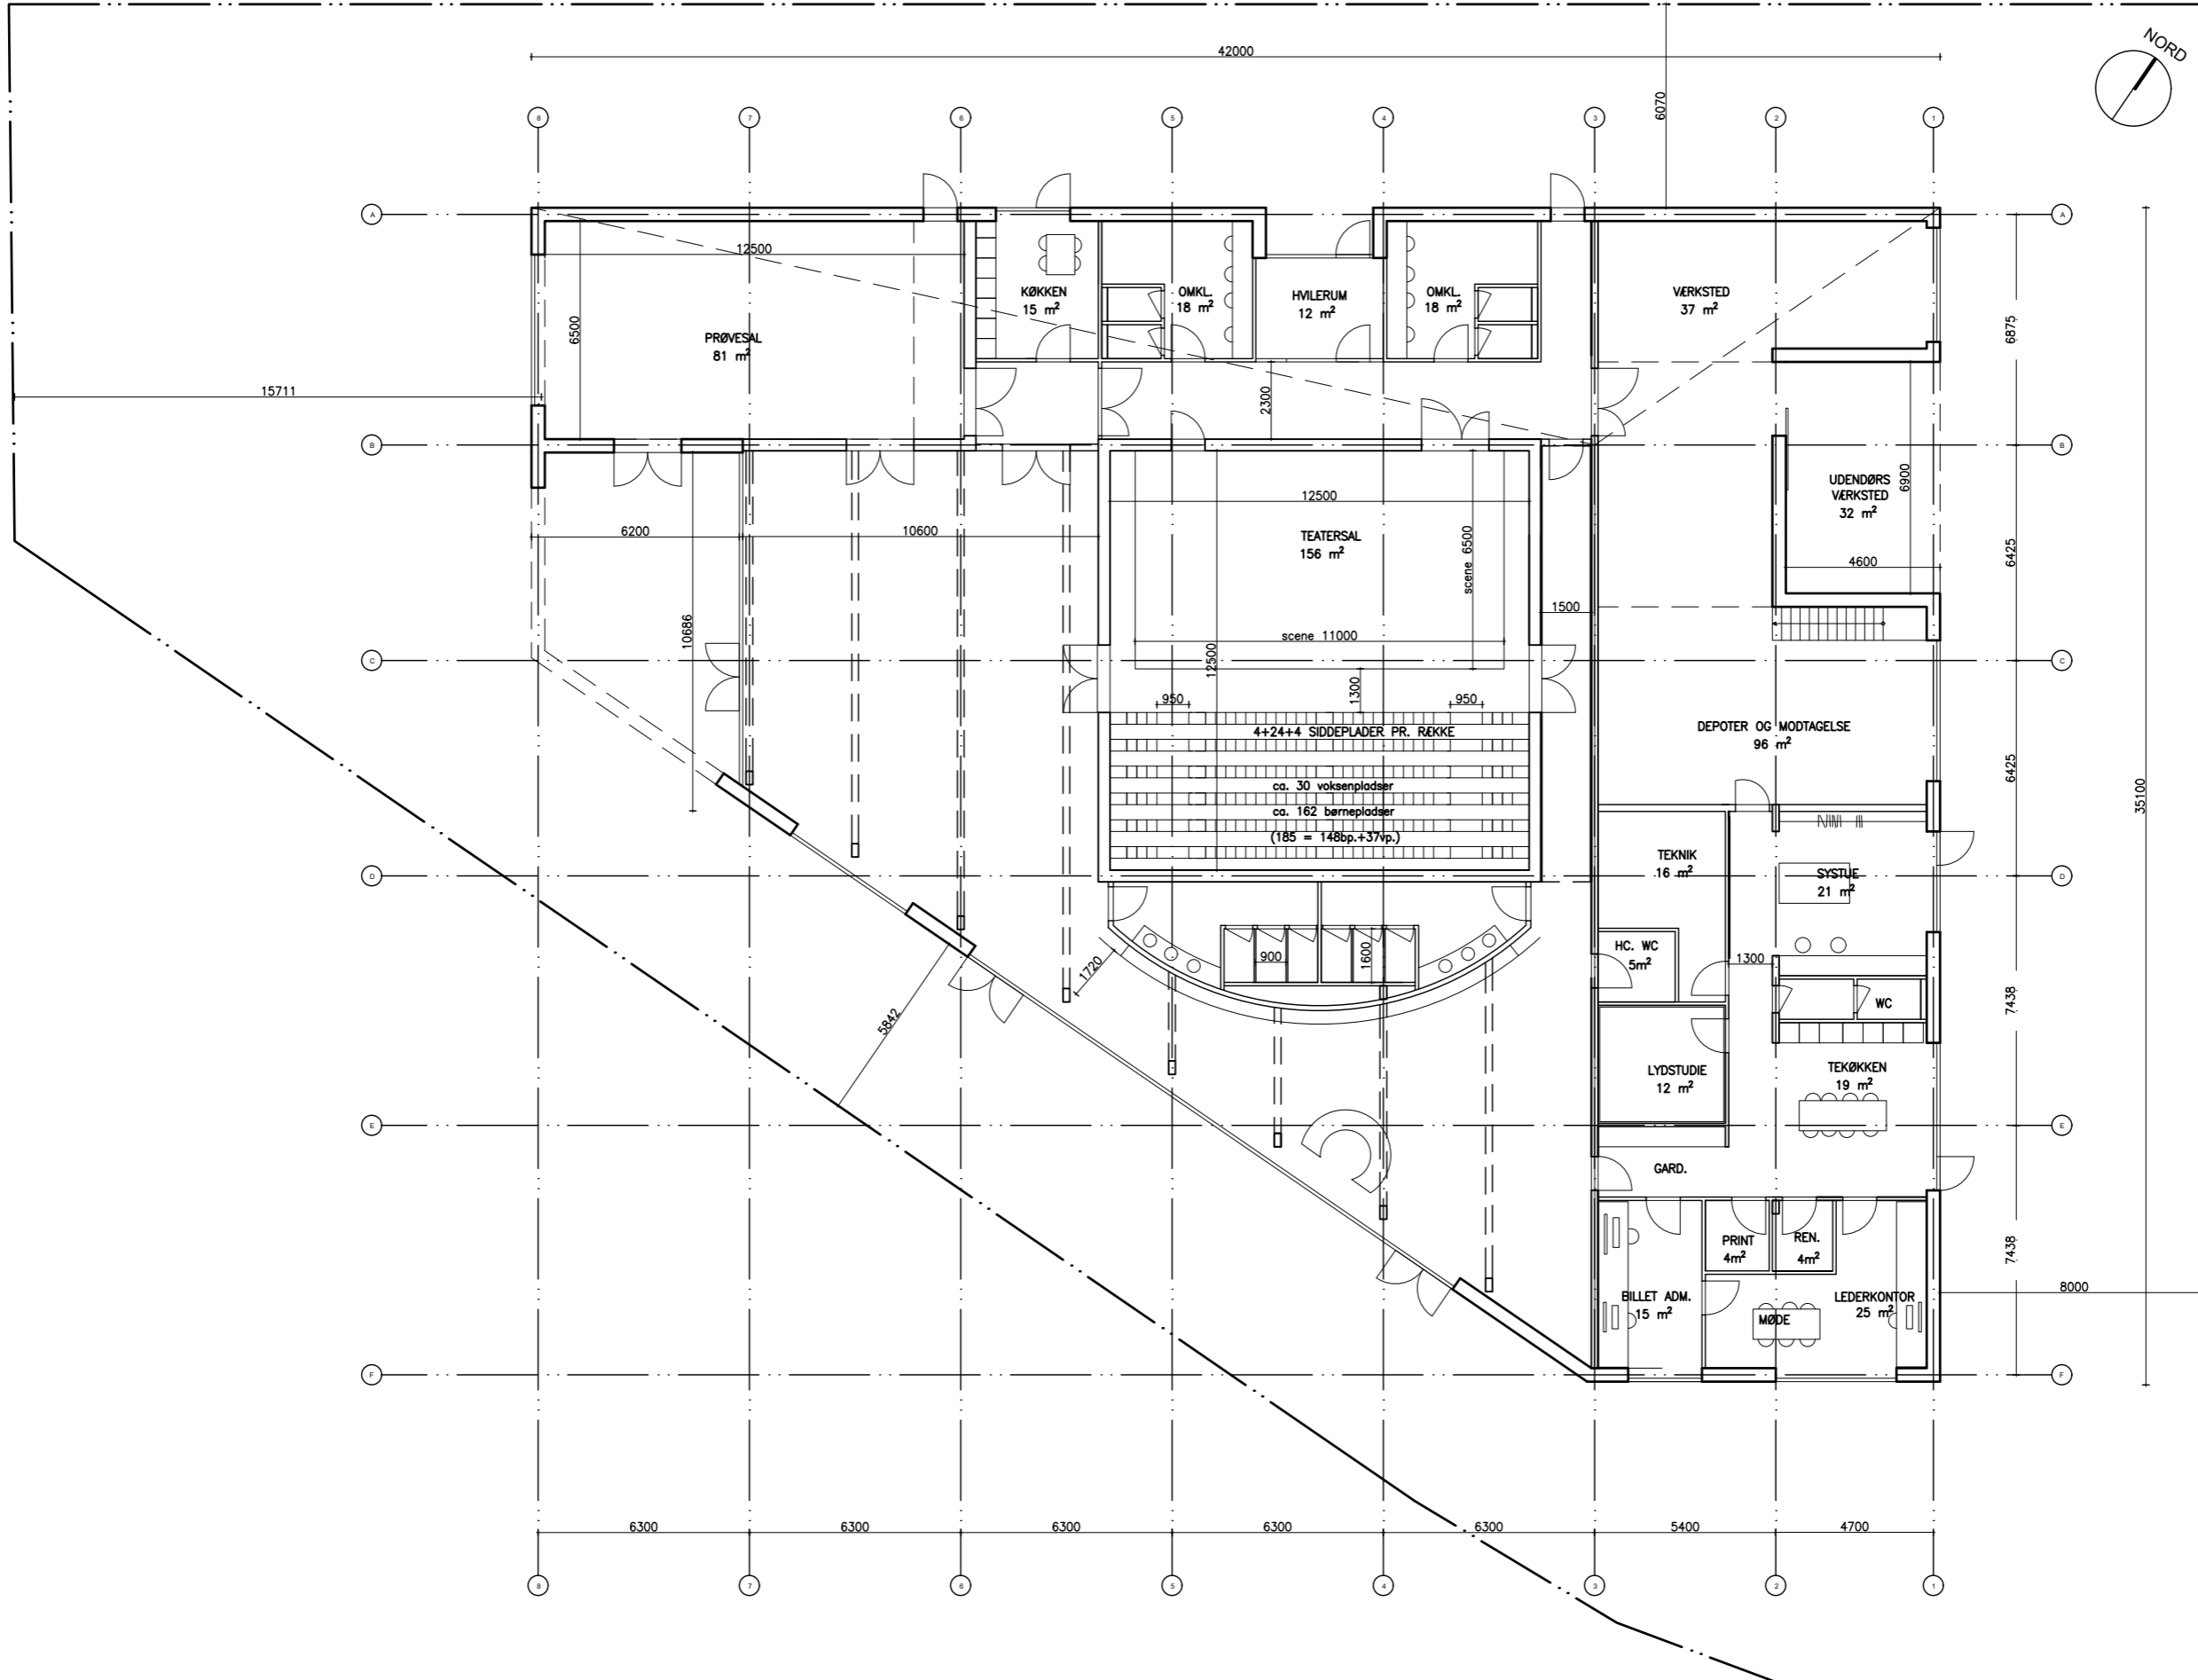 NORD
42000
6070
8
7
6
5
4
3
2
1
A
A
12500
6500
KØKKEN
15 m²
OMKL.
18 m²
HVILERUM
12 m²
OMKL.
18 m²
VÆRKSTED
37 m²
6875
PRØVESAL
81 m²
15711
2300
B
B
6200
10600
12500
TEATERSAL
156 m²
scene 6500
UDENDØRS
VÆRKSTED
32 m²
6900
4600
6425
1500
10686
scene 11000
12500
1300
C
C
950
950
4+24+4 SIDDEPLADER PR. RÆKKE
ca. 30 voksenpladser
ca. 162 børnepladser
(185 = 148bp.+37vp.)
DEPOTER OG MODTAGELSE
96 m²
6425
35100
TEKNIK
16 m²
SYSTUE
21 m²
D
D
HC. WC
5m²
1300
900
1600
1720
5842
WC
7438
LYDSTUDIE
12 m²
TEKØKKEN
19 m²
E
E
GARD.
PRINT
4m²
REN.
4m²
7438
BILLET ADM.
15 m²
MØDE
LEDERKONTOR
25 m²
8000
F
F
6300
6300
6300
6300
6300
5400
4700
8
7
6
5
4
3
2
1